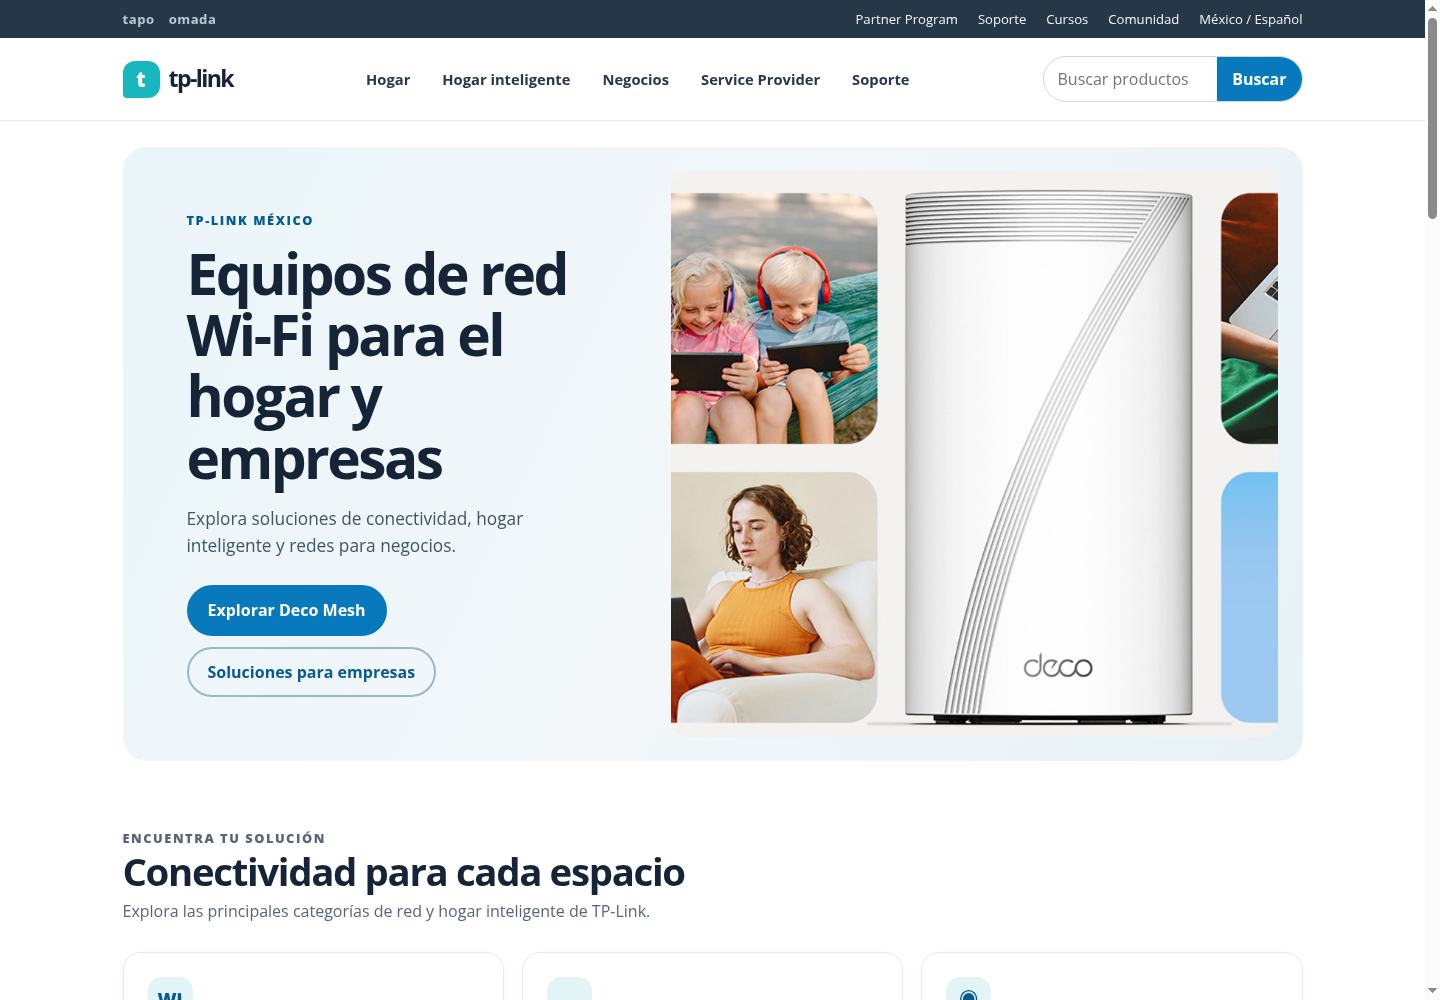 tapo omada
Partner Program Soporte Cursos Comunidad México / Español
t tp-link
Hogar Hogar inteligente Negocios Service Provider Soporte
Buscar productos Buscar
TP-LINK MÉXICO
Equipos de red
Wi-Fi para el
hogar y
empresas
Explora soluciones de conectividad, hogar
inteligente y redes para negocios.
Explorar Deco Mesh
Soluciones para empresas
deco
ENCUENTRA TU SOLUCIÓN
Conectividad para cada espacio
Explora las principales categorías de red y hogar inteligente de TP-Link.